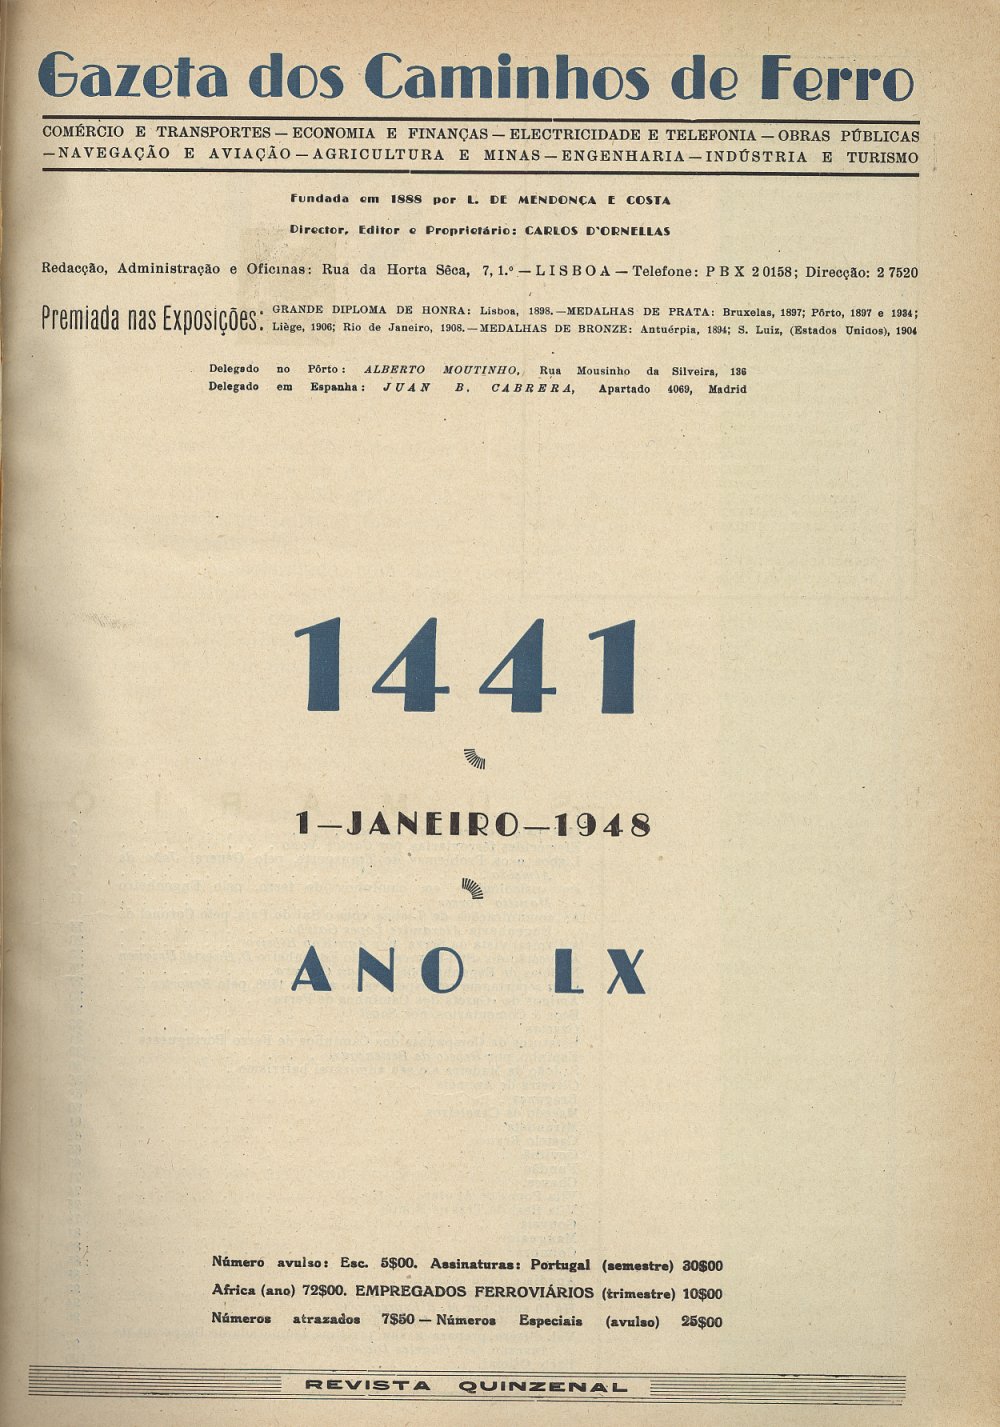 Gazeta dos Caminhos de Ferro
COMÉRCIO E TRANSPORTES — ECONOMIA E FINANÇAS — ELECTRICIDADE E TELEFONIA — OBRAS PÚBLICAS
— NAVEGAÇÃO E AVIAÇÃO — AGRICULTURA E MINAS — ENGENHARIA — INDÚSTRIA E TURISMO
Fundada em 1888 por L. DE MENDONÇA E COSTA
Director, Editor e Proprietário: CARLOS D'ORNELLAS
Redacção, Administração e Oficinas: Rua da Horta Sêca, 7, 1.º — LISBOA — Telefone: PBX 20158; Direcção: 27520
Premiada nas Exposições:
GRANDE DIPLOMA DE HONRA: Lisboa, 1898. — MEDALHAS DE PRATA: Bruxelas, 1897; Pôrto, 1897 e 1934;
Liège, 1906; Rio de Janeiro, 1908. — MEDALHAS DE BRONZE: Antuérpia, 1894; S. Luiz, (Estados Unidos), 1904
Delegado no Pôrto: ALBERTO MOUTINHO, Rua Mousinho da Silveira, 136
Delegado em Espanha: JUAN B. CABRERA, Apartado 4069, Madrid
1441
1—JANEIRO—1948
ANO LX
Número avulso: Esc. 5$00. Assinaturas: Portugal (semestre) 30$00
Africa (ano) 72$00. EMPREGADOS FERROVIÁRIOS (trimestre) 10$00
Números atrazados 7$50 — Números Especiais (avulso) 25$00
REVISTA QUINZENAL